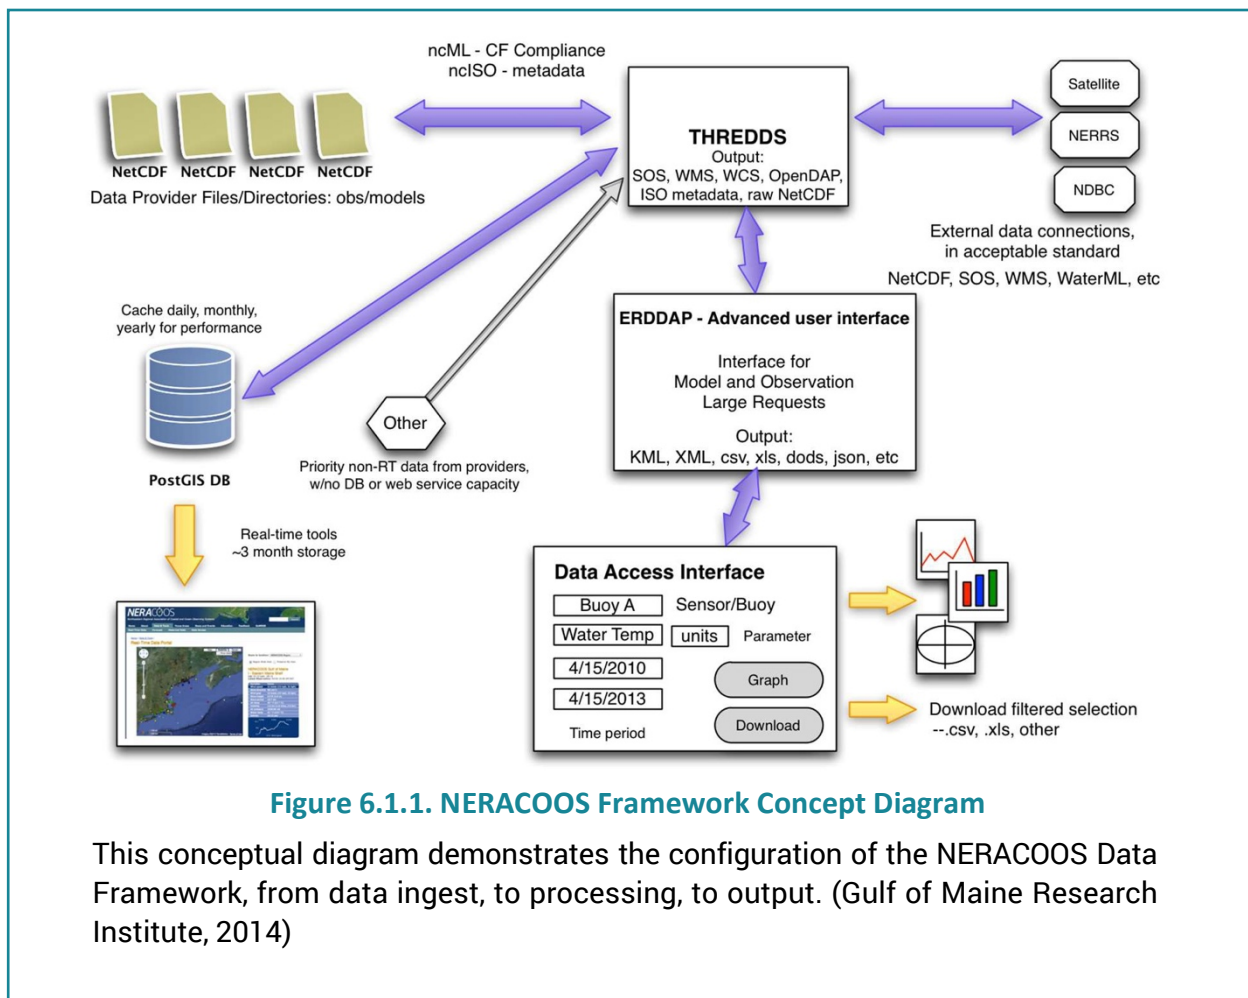 ncML - CF Compliance
ncISO - metadata
NetCDF NetCDF NetCDF NetCDF
Data Provider Files/Directories: obs/models
THREDDS
Output:
SOS, WMS, WCS, OpenDAP,
ISO metadata, raw NetCDF
Satellite
NERRS
NDBC
External data connections,
in acceptable standard
NetCDF, SOS, WMS, WaterML, etc
Cache daily, monthly,
yearly for performance
PostGIS DB
Other
Priority non-RT data from providers,
w/no DB or web service capacity
ERDDAP - Advanced user interface
Interface for
Model and Observation
Large Requests
Output:
KML, XML, csv, xls, dods, json, etc
Real-time tools
~3 month storage
NERACOOS
Data Access Interface
Buoy A Sensor/Buoy
Water Temp units Parameter
4/15/2010
4/15/2013
Time period
Graph
Download
Download filtered selection
--.csv, .xls, other
Figure 6.1.1. NERACOOS Framework Concept Diagram
This conceptual diagram demonstrates the configuration of the NERACOOS Data
Framework, from data ingest, to processing, to output. (Gulf of Maine Research
Institute, 2014)